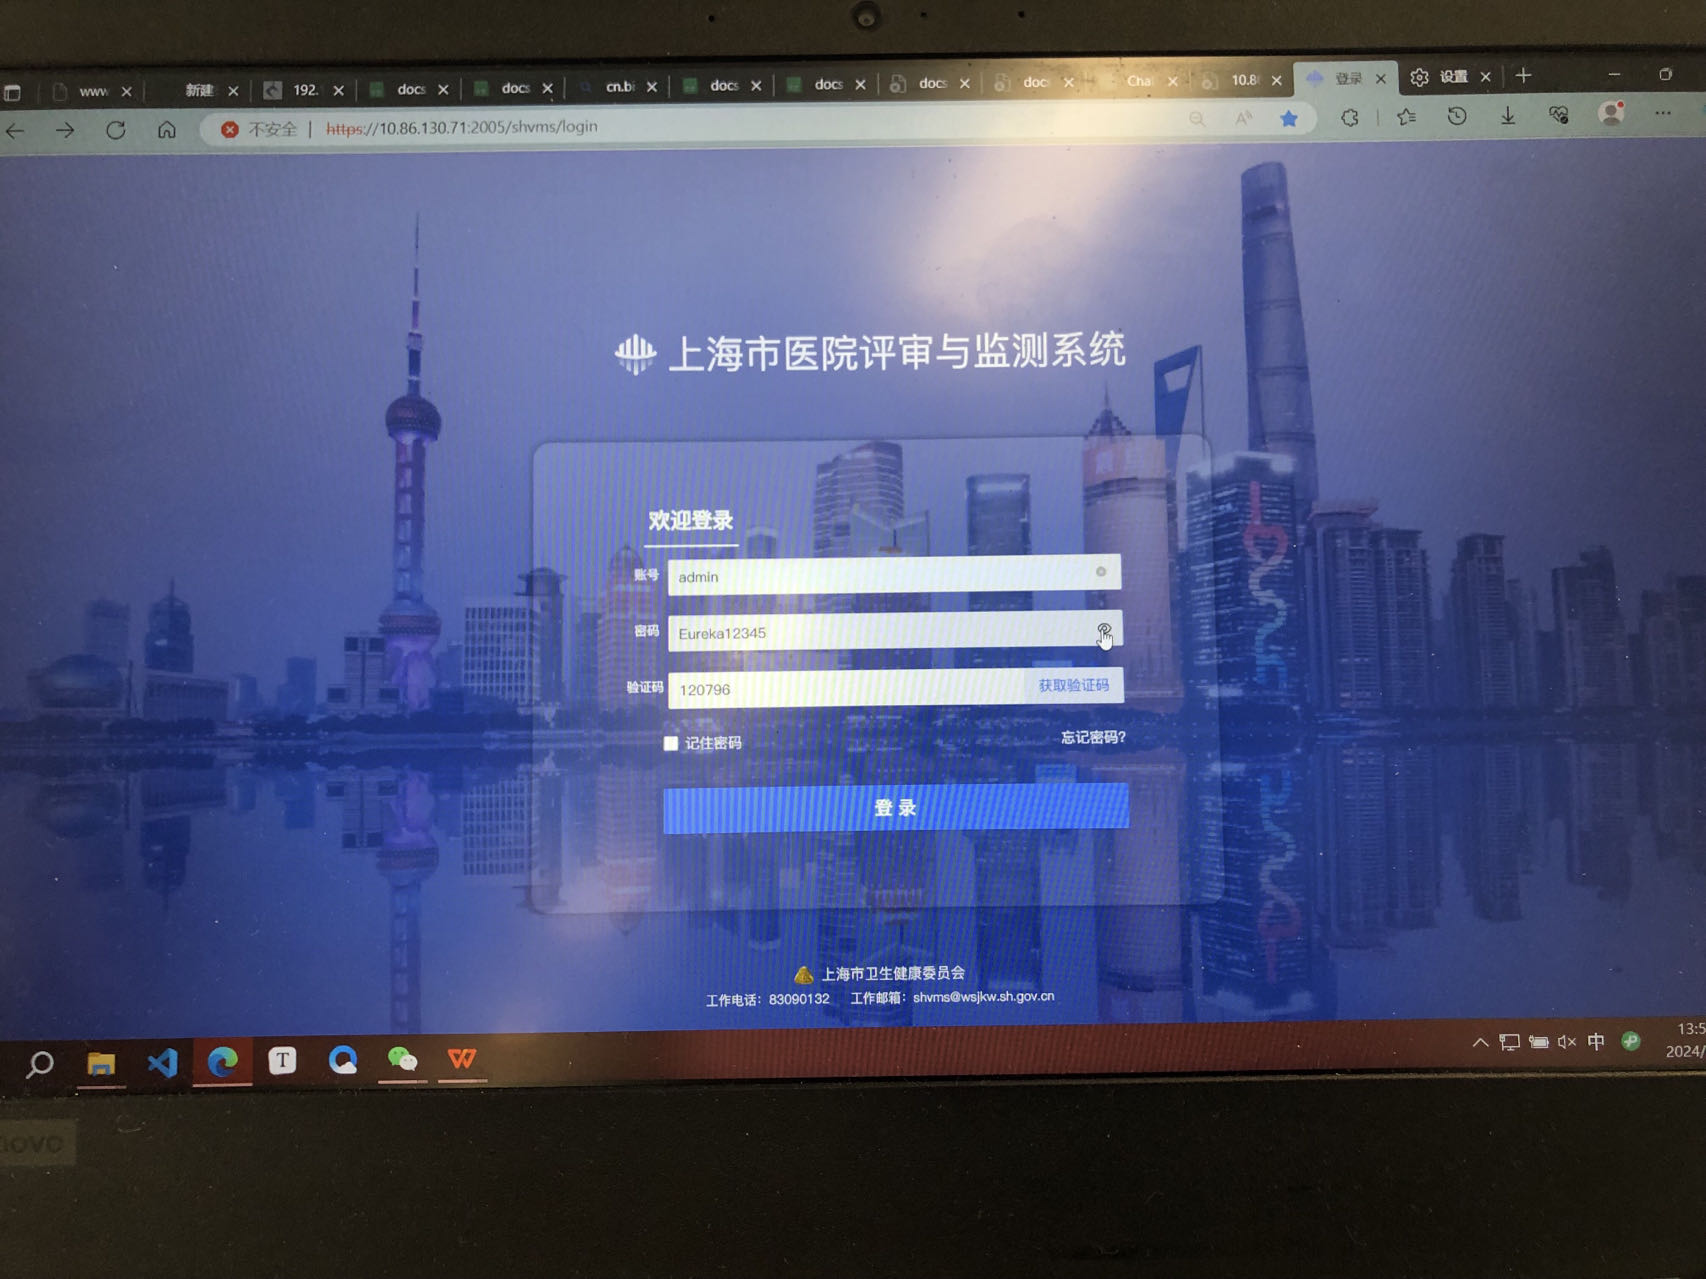 www 新建 192. docs docs cn.bi docs docs docs doc Cha 10.8 登录 设置
不安全 https://10.86.130.71:2005/shvms/login
上海市医院评审与监测系统
欢迎登录
账号 admin
密码 Eureka12345
验证码 120796 获取验证码
记住密码 忘记密码?
登录
上海市卫生健康委员会
工作电话：83090132 工作邮箱：shvms@wsjkw.sh.gov.cn
中 13:5
2024/
T
novo